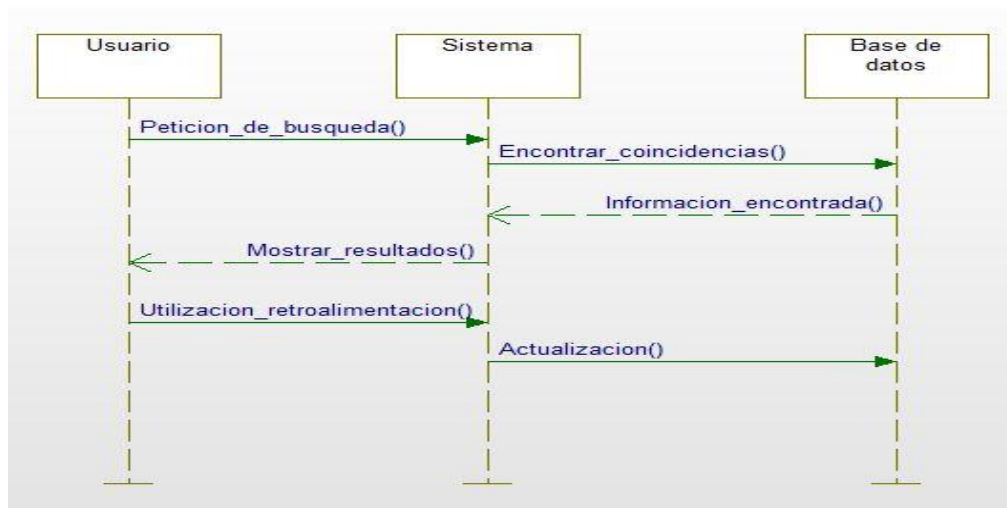 Usuario
Sistema
Base de
datos
Peticion_de_busqueda()
Encontrar_coincidencias()
Informacion_encontrada()
Mostrar_resultados()
Utilizacion_retroalimentacion()
Actualizacion()